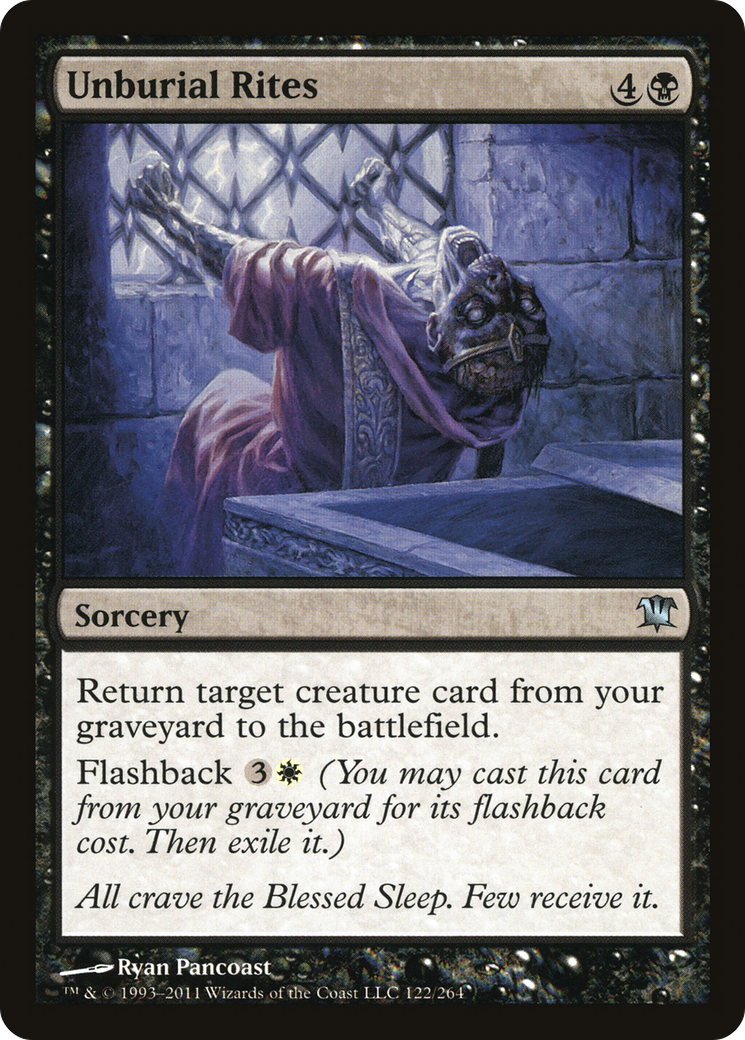 Unburial Rites 4
Sorcery
Return target creature card from your
graveyard to the battlefield.
Flashback 3 (You may cast this card
from your graveyard for its flashback
cost. Then exile it.)
All crave the Blessed Sleep. Few receive it.
Ryan Pancoast
™ & © 1993–2011 Wizards of the Coast LLC 122/264